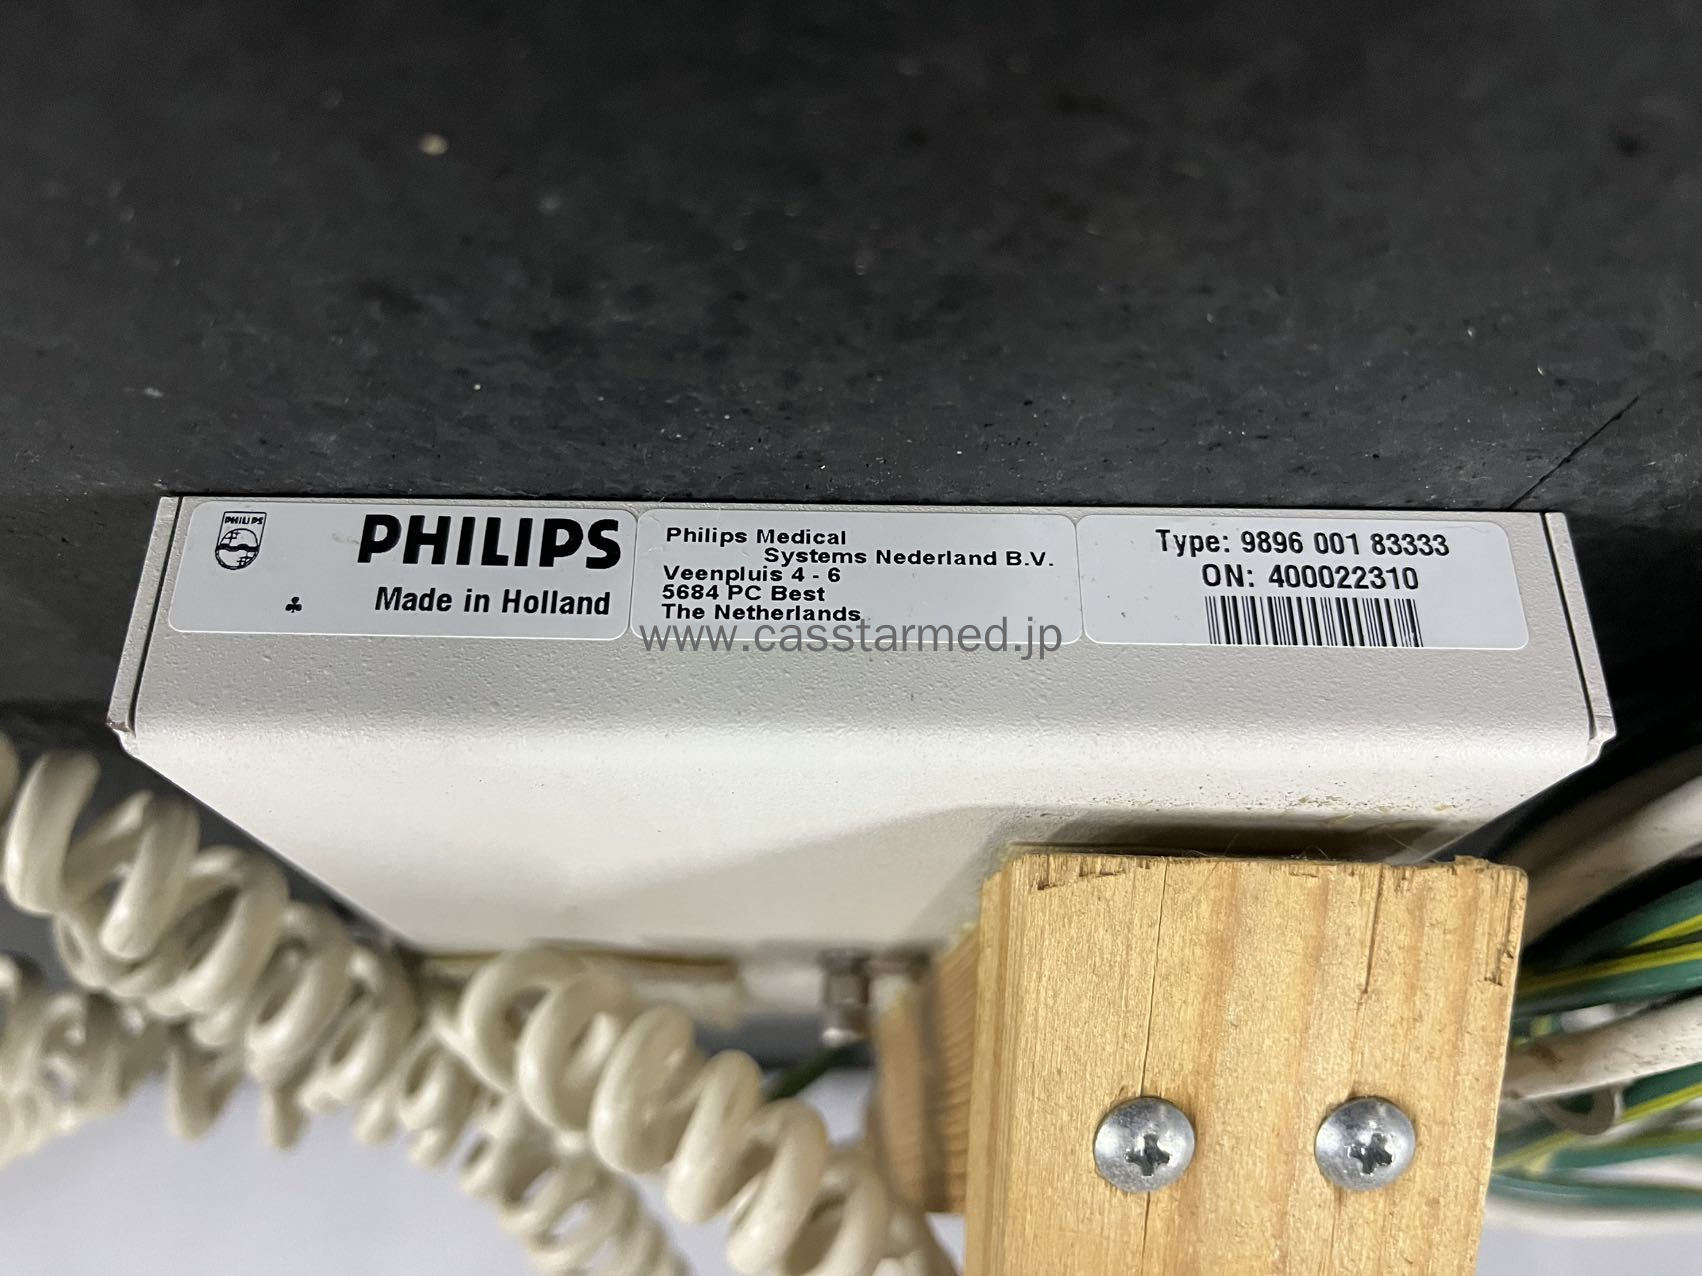 PHILIPS
PHILIPS
Made in Holland
Philips Medical
Systems Nederland B.V.
Veenpluis 4 - 6
5684 PC Best
The Netherlands
Type: 9896 001 83333
ON: 400022310
www.casstarmed.jp